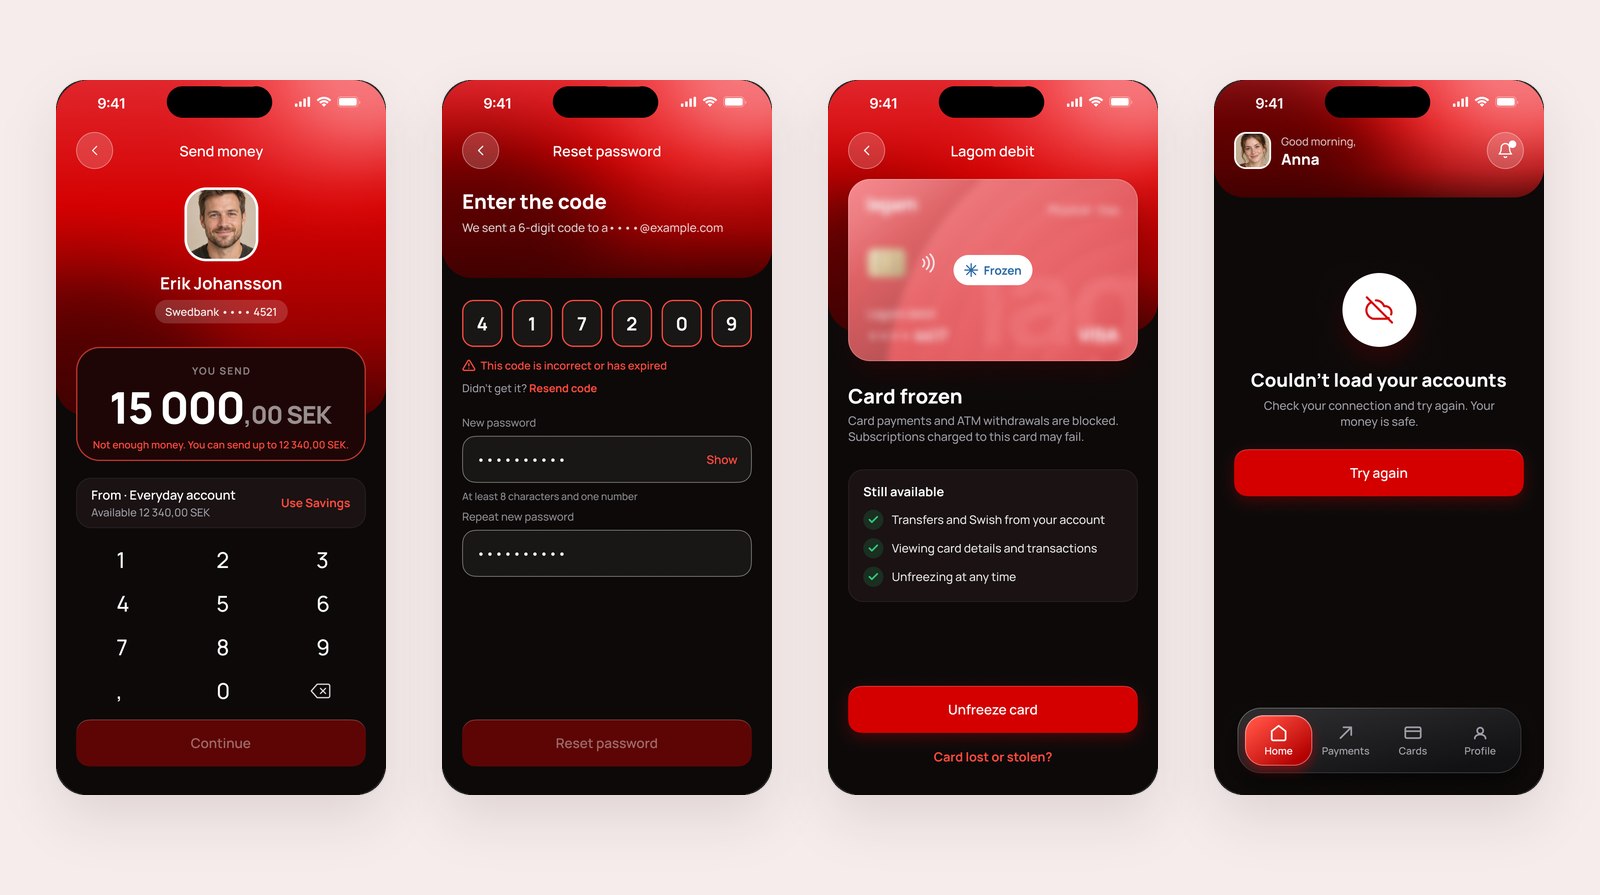 9:41
Send money
Erik Johansson
Swedbank •••• 4521
YOU SEND
15 000,00 SEK
Not enough money. You can send up to 12 340,00 SEK.
From · Everyday account
Available 12 340,00 SEK
Use Savings
1 2 3
4 5 6
7 8 9
, 0
Continue
9:41
Reset password
Enter the code
We sent a 6-digit code to a••••@example.com
4 1 7 2 0 9
This code is incorrect or has expired
Didn't get it? Resend code
New password
••••••••••
Show
At least 8 characters and one number
Repeat new password
••••••••••
Reset password
9:41
Lagom debit
Frozen
VISA
Card frozen
Card payments and ATM withdrawals are blocked.
Subscriptions charged to this card may fail.
Still available
Transfers and Swish from your account
Viewing card details and transactions
Unfreezing at any time
Unfreeze card
Card lost or stolen?
9:41
Good morning,
Anna
Couldn't load your accounts
Check your connection and try again. Your
money is safe.
Try again
Home
Payments
Cards
Profile